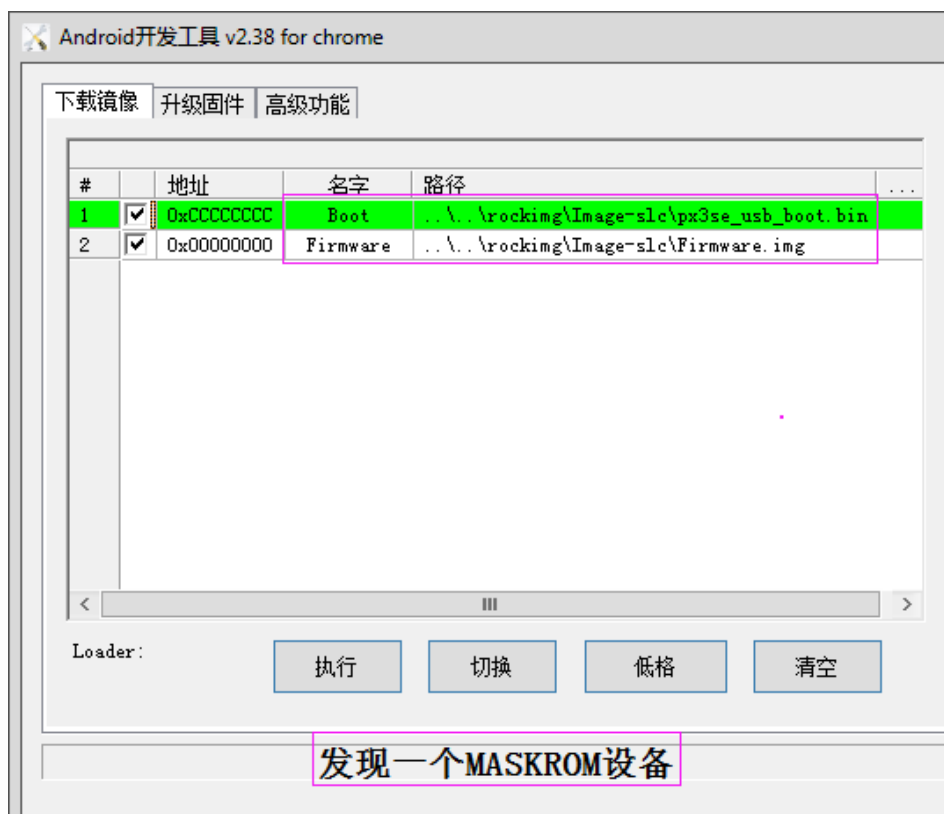 Android开发工具 v2.38 for chrome
下载镜像 升级固件 高级功能
# 地址 名字 路径 ...
1 0xCCCCCCCC Boot ..\..\rockimg\Image-slc\px3se_usb_boot.bin
2 0x00000000 Firmware ..\..\rockimg\Image-slc\Firmware.img
Loader: 执行 切换 低格 清空
发现一个MASKROM设备